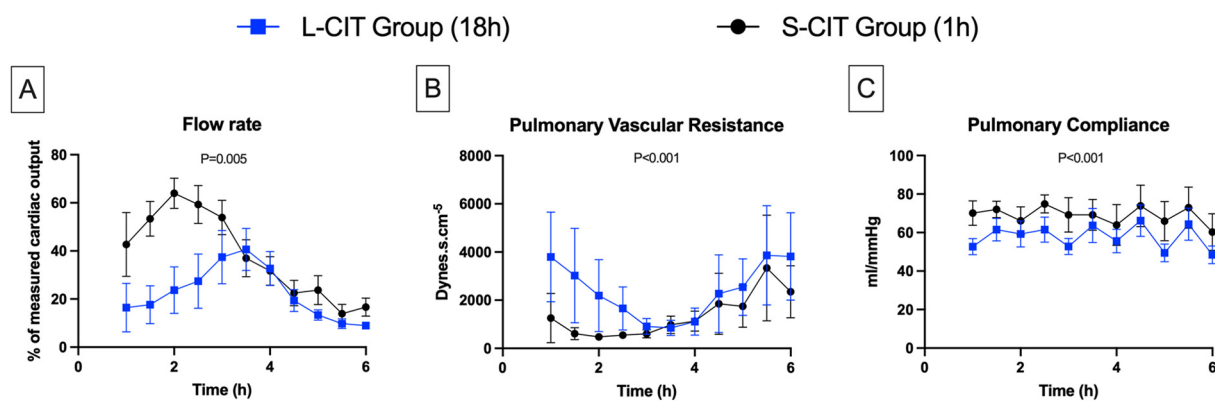 L-CIT Group (18h) S-CIT Group (1h)
A
Flow rate
P=0.005
% of measured cardiac output
80
60
40
20
0
0 2 4 6
Time (h)
B
Pulmonary Vascular Resistance
P<0.001
Dynes.s.cm-5
8000
6000
4000
2000
0
0 2 4 6
Time (h)
C
Pulmonary Compliance
P<0.001
ml/mmHg
100
80
60
40
20
0
0 2 4 6
Time (h)